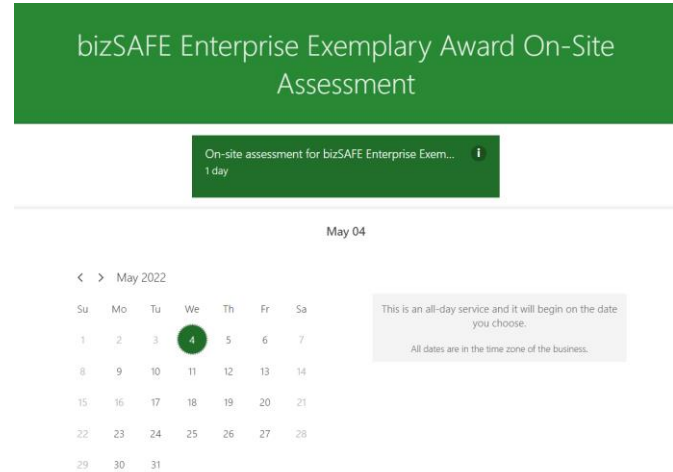 bizSAFE Enterprise Exemplary Award On-Site
Assessment
On-site assessment for bizSAFE Enterprise Exem... i
1 day
May 04
< > May 2022
Su Mo Tu We Th Fr Sa
1 2 3 4 5 6 7
8 9 10 11 12 13 14
15 16 17 18 19 20 21
22 23 24 25 26 27 28
29 30 31
This is an all-day service and it will begin on the date
you choose.
All dates are in the time zone of the business.